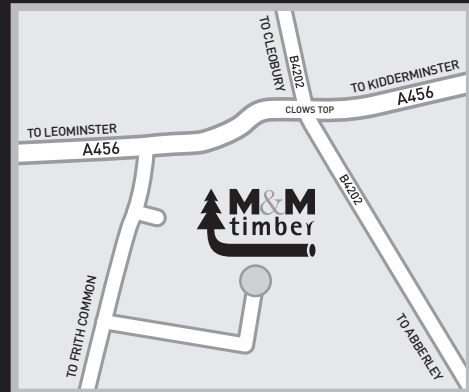 TO CLEOBURY
B4202
TO KIDDERMINSTER
A456
CLOWS TOP
TO LEOMINSTER
A456
B4202
M&M
timber
TO FRITH COMMON
TO ABBERLEY